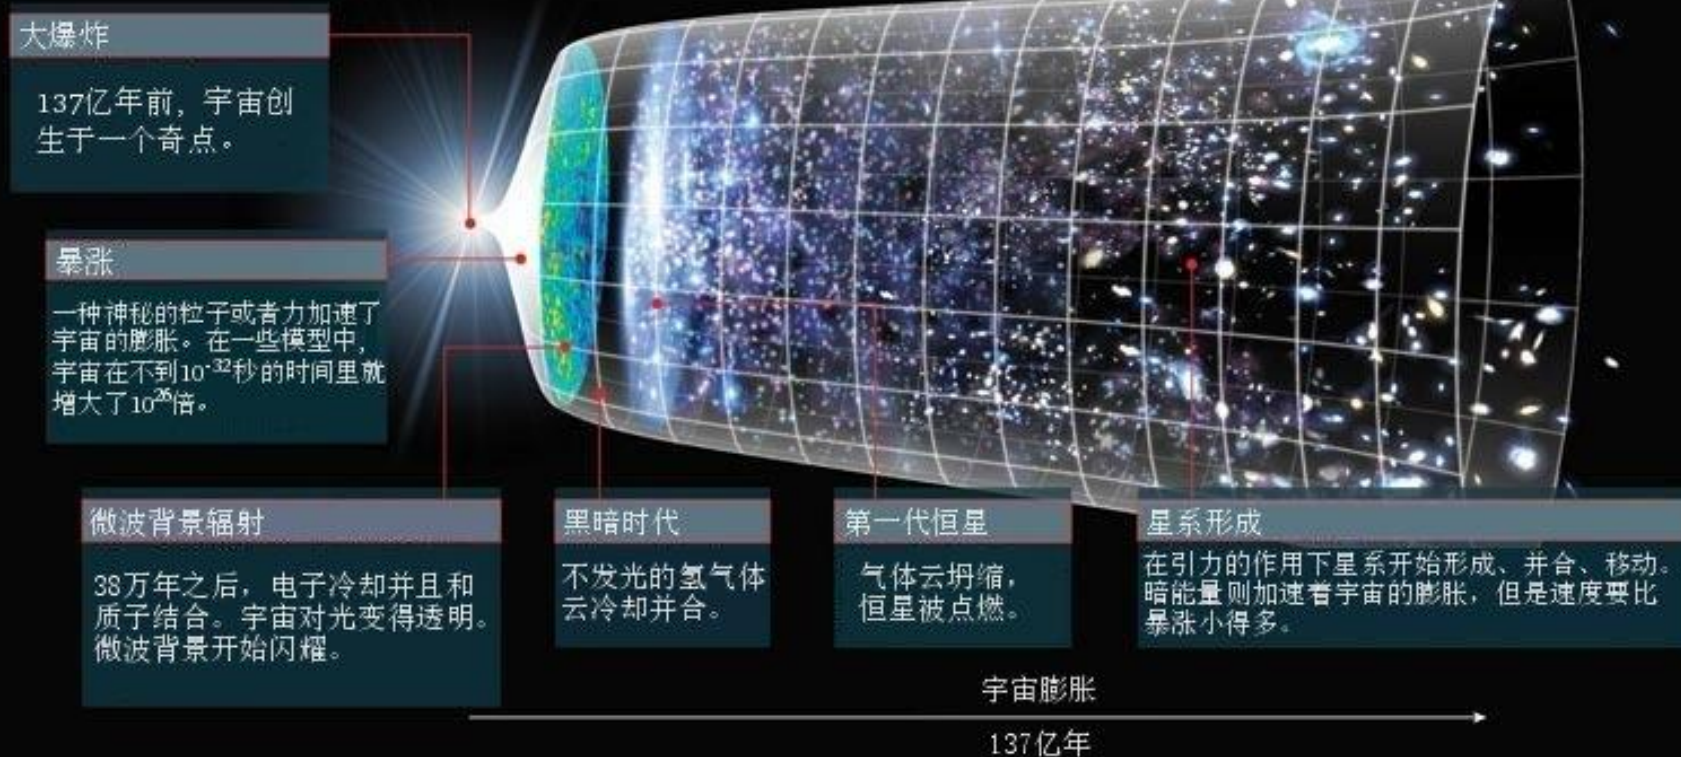 大爆炸
137亿年前，宇宙创
生于一个奇点。
暴涨
一种神秘的粒子或者力加速了
宇宙的膨胀。在一些模型中，
宇宙在不到10⁻³²秒的时间里就
增大了10²⁶倍。
微波背景辐射
38万年之后，电子冷却并且和
质子结合。宇宙对光变得透明。
微波背景开始闪耀。
黑暗时代
不发光的氢气体
云冷却并合。
第一代恒星
气体云坍缩，
恒星被点燃。
星系形成
在引力的作用下星系开始形成、并合、移动。
暗能量则加速着宇宙的膨胀，但是速度要比
暴涨小得多。
宇宙膨胀
137亿年